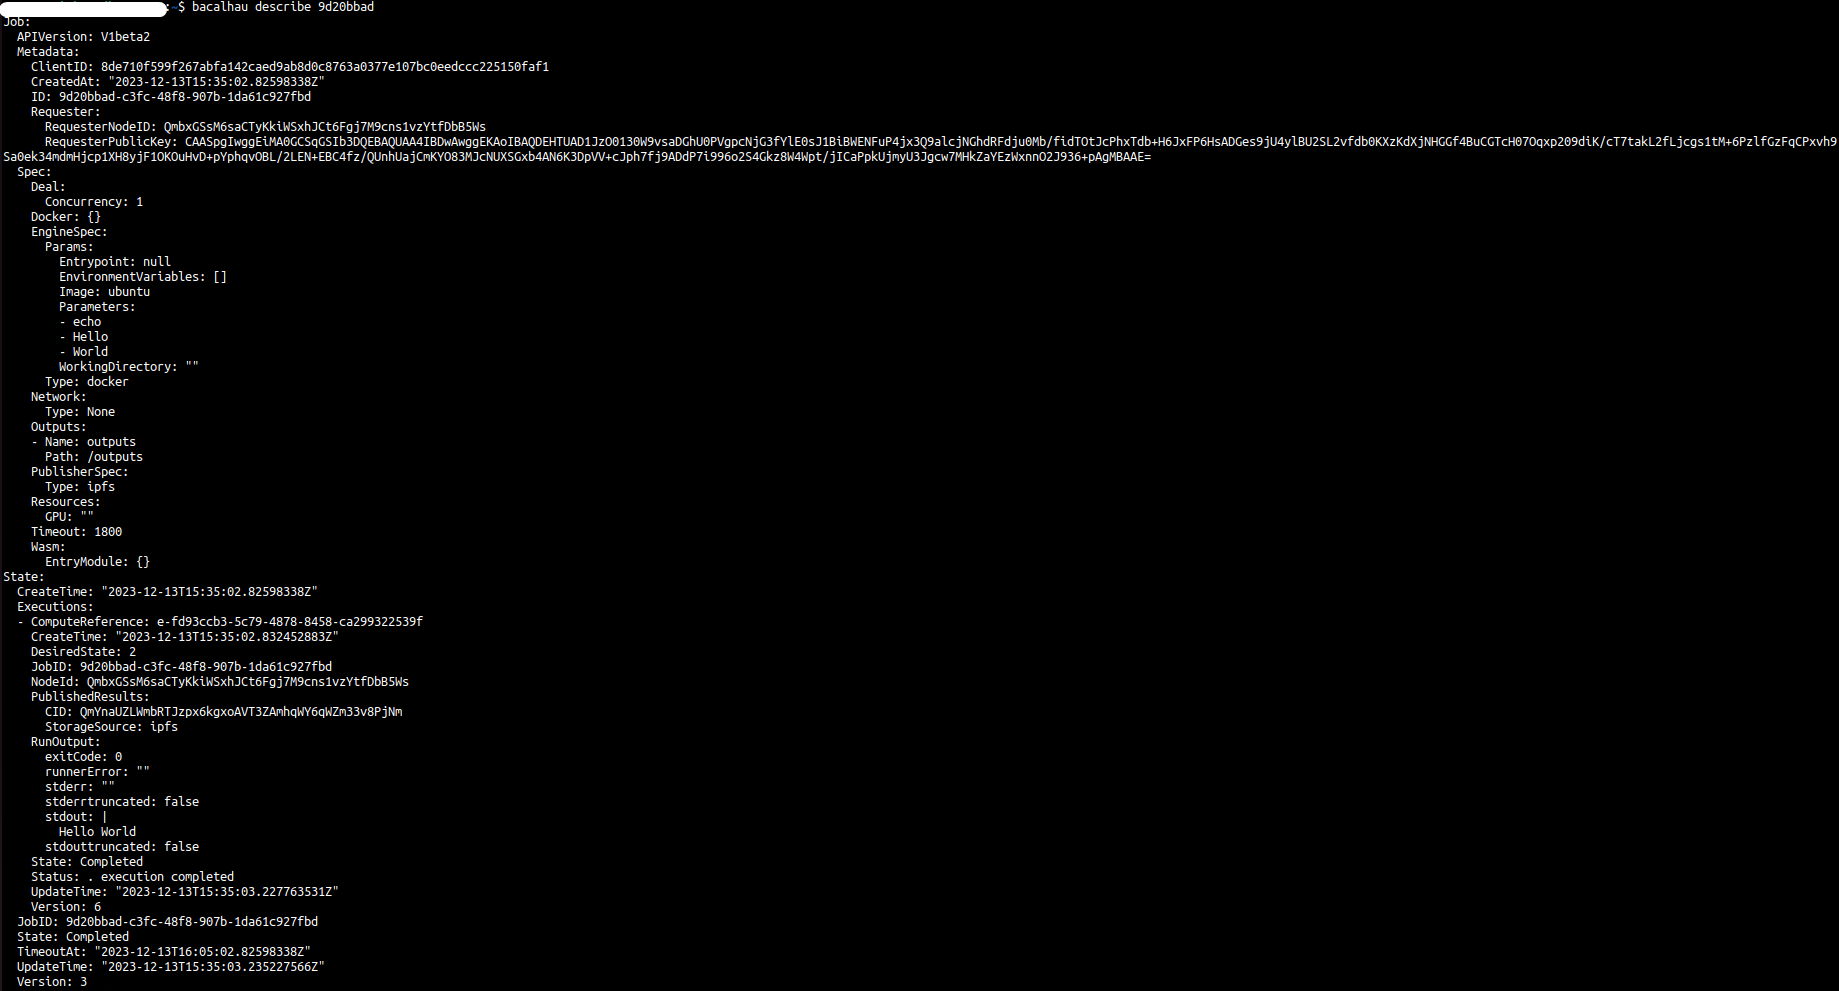 :~$ bacalhau describe 9d20bbad
Job:
  APIVersion: V1beta2
  Metadata:
    ClientID: 8de710f599f267abfa142caed9ab8d0c8763a0377e107bc0eedccc225150faf1
    CreatedAt: "2023-12-13T15:35:02.82598338Z"
    ID: 9d20bbad-c3fc-48f8-907b-1da61c927fbd
    Requester:
      RequesterNodeID: QmbxGSsM6saCTyKkiWSxhJCt6Fgj7M9cns1vzYtfDbB5Ws
      RequesterPublicKey: CAASpgIwggEiMA0GCSqGSIb3DQEBAQUAA4IBDwAwggEKAoIBAQDEHTUAD1JzO0130W9vsaDGhU0PVgpcNjG3fYlE0sJ1BiBWENFuP4jx3Q9alcjNGhdRFdju0Mb/fidTOtJcPhxTdb+H6JxFP6HsADGes9jU4ylBU2SL2vfdb0KXzKdXjNHGGf4BuCGTcH07Oqxp209diK/cT7takL2fLjcgs1tM+6PzlfGzFqCPxvh9
Sa0ek34mdmHjcp1XH8yjF1OKOuHvD+pYphqvOBL/2LEN+EBC4fz/QUnhUajCmKYO83MJcNUXSGxb4AN6K3DpVV+cJph7fj9ADdP7i996o2S4Gkz8W4Wpt/jICaPpkUjmyU3Jgcw7MHkZaYEzWxnnO2J936+pAgMBAAE=
  Spec:
    Deal:
      Concurrency: 1
    Docker: {}
    EngineSpec:
      Params:
        Entrypoint: null
        EnvironmentVariables: []
        Image: ubuntu
        Parameters:
        - echo
        - Hello
        - World
        WorkingDirectory: ""
      Type: docker
    Network:
      Type: None
    Outputs:
    - Name: outputs
      Path: /outputs
    PublisherSpec:
      Type: ipfs
    Resources:
      GPU: ""
    Timeout: 1800
    Wasm:
      EntryModule: {}
State:
  CreateTime: "2023-12-13T15:35:02.82598338Z"
  Executions:
  - ComputeReference: e-fd93ccb3-5c79-4878-8458-ca299322539f
    CreateTime: "2023-12-13T15:35:02.832452883Z"
    DesiredState: 2
    JobID: 9d20bbad-c3fc-48f8-907b-1da61c927fbd
    NodeId: QmbxGSsM6saCTyKkiWSxhJCt6Fgj7M9cns1vzYtfDbB5Ws
    PublishedResults:
      CID: QmYnaUZLWmbRTJzpx6kgxoAVT3ZAmhqWY6qWZm33v8PjNm
      StorageSource: ipfs
    RunOutput:
      exitCode: 0
      runnerError: ""
      stderr: ""
      stderrtruncated: false
      stdout: |
        Hello World
      stdouttruncated: false
    State: Completed
    Status: . execution completed
    UpdateTime: "2023-12-13T15:35:03.227763531Z"
    Version: 6
  JobID: 9d20bbad-c3fc-48f8-907b-1da61c927fbd
  State: Completed
  TimeoutAt: "2023-12-13T16:05:02.82598338Z"
  UpdateTime: "2023-12-13T15:35:03.235227566Z"
  Version: 3